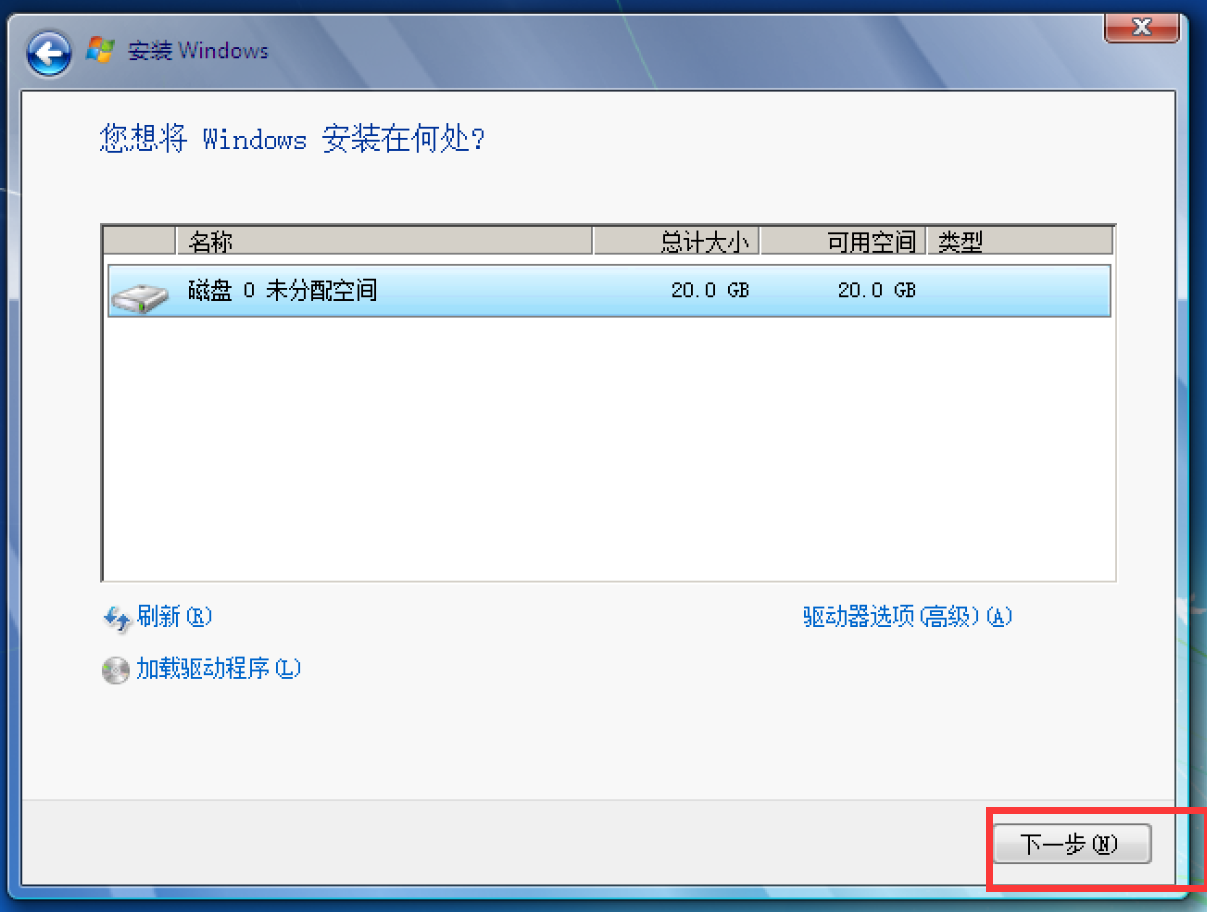 安装 Windows
您想将 Windows 安装在何处?
名称 总计大小 可用空间 类型
磁盘 0 未分配空间 20.0 GB 20.0 GB
刷新(R) 驱动器选项(高级)(A)
加载驱动程序(L)
下一步(N)